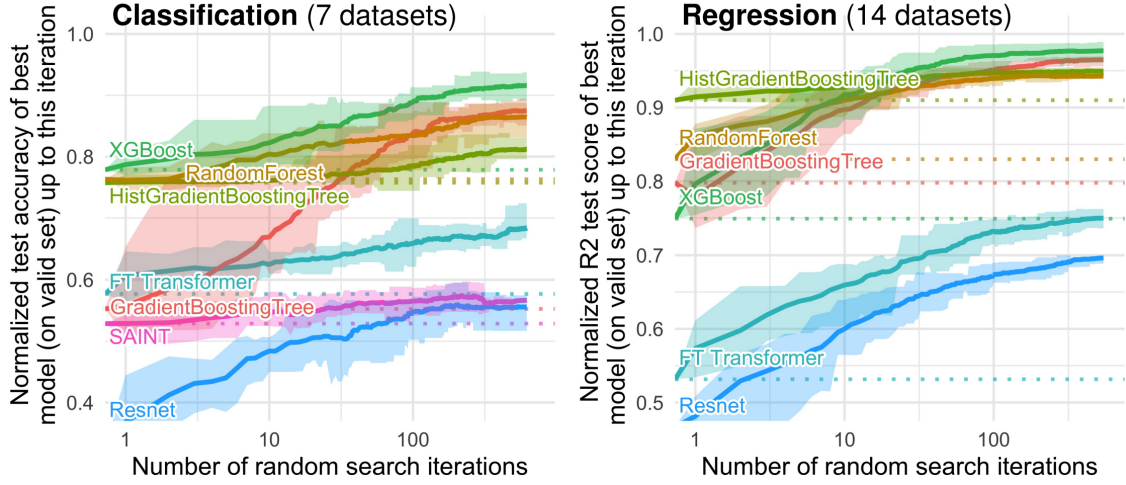 Classification (7 datasets)
Normalized test accuracy of best
model (on valid set) up to this iteration
1.0
0.8
0.6
0.4
XGBoost
RandomForest
HistGradientBoostingTree
FT Transformer
GradientBoostingTree
SAINT
Resnet
1 10 100
Number of random search iterations
Regression (14 datasets)
Normalized R2 test score of best
model (on valid set) up to this iteration
1.0
0.9
0.8
0.7
0.6
0.5
HistGradientBoostingTree
RandomForest
GradientBoostingTree
XGBoost
FT Transformer
Resnet
1 10 100
Number of random search iterations